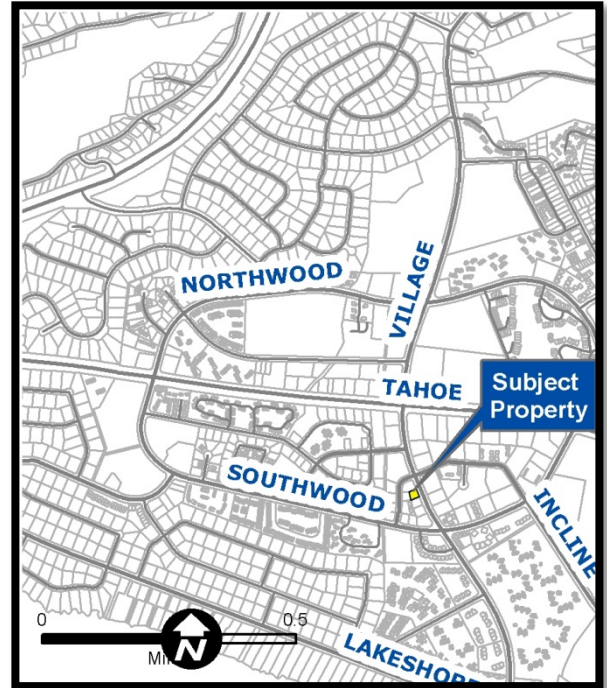 NORTHWOOD
VILLAGE
TAHOE
Subject
Property
SOUTHWOOD
INCLINE
0
0.5
N
LAKESHORE